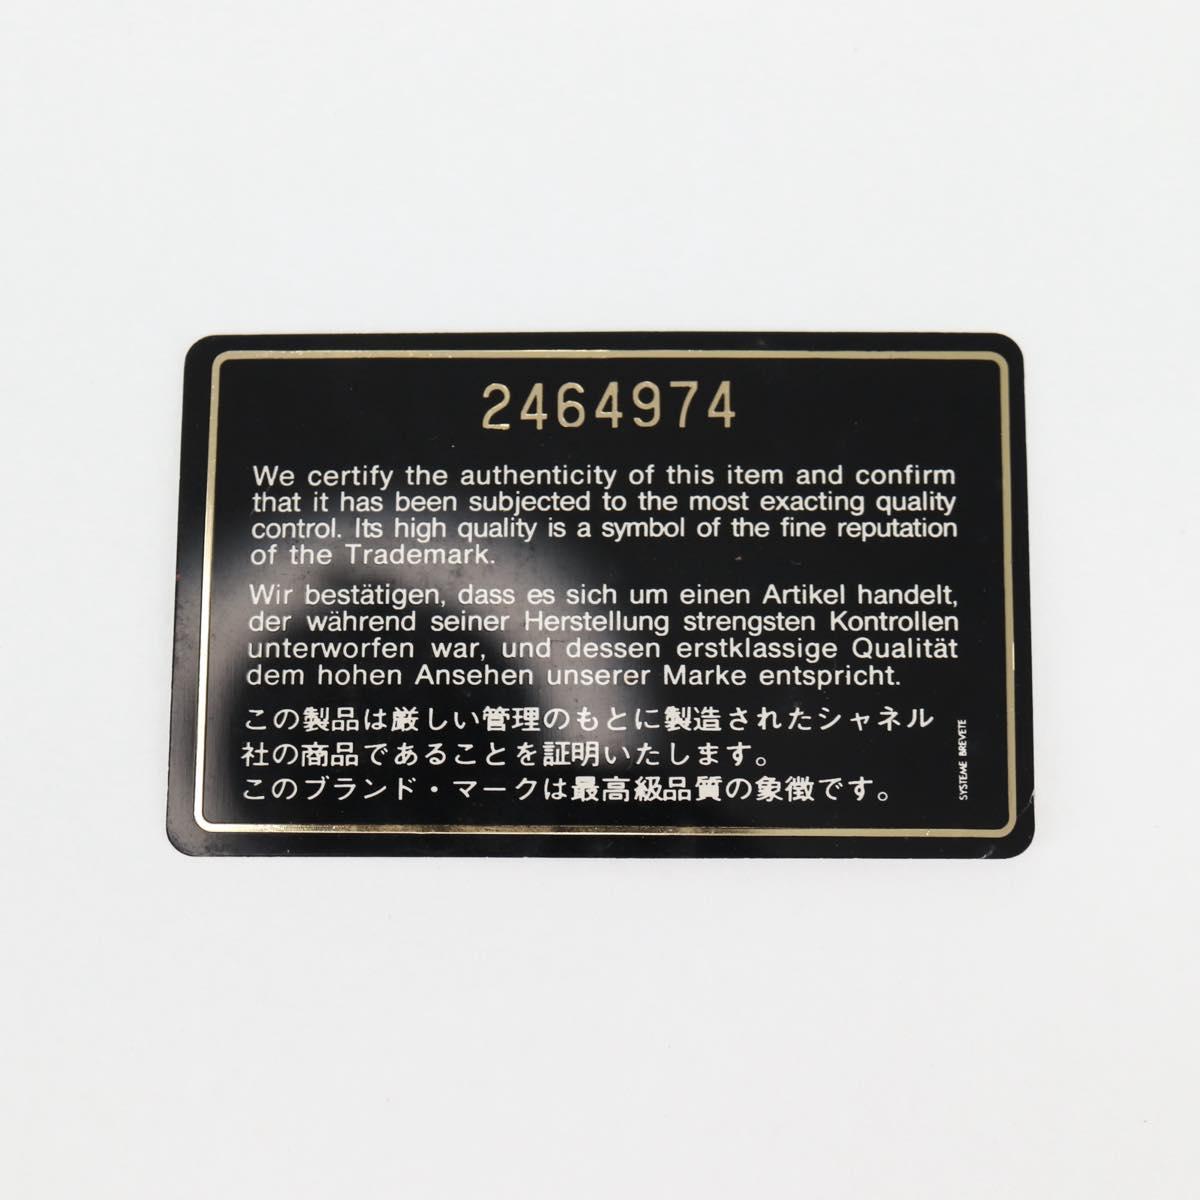 2464974
We certify the authenticity of this item and confirm
that it has been subjected to the most exacting quality
control. Its high quality is a symbol of the fine reputation
of the Trademark.
Wir bestätigen, dass es sich um einen Artikel handelt,
der während seiner Herstellung strengsten Kontrollen
unterworfen war, und dessen erstklassige Qualität
dem hohen Ansehen unserer Marke entspricht.
この製品は厳しい管理のもとに製造されたシャネル
社の商品であることを証明いたします。
このブランド・マークは最高級品質の象徴です。
SYSTEME BREVETE